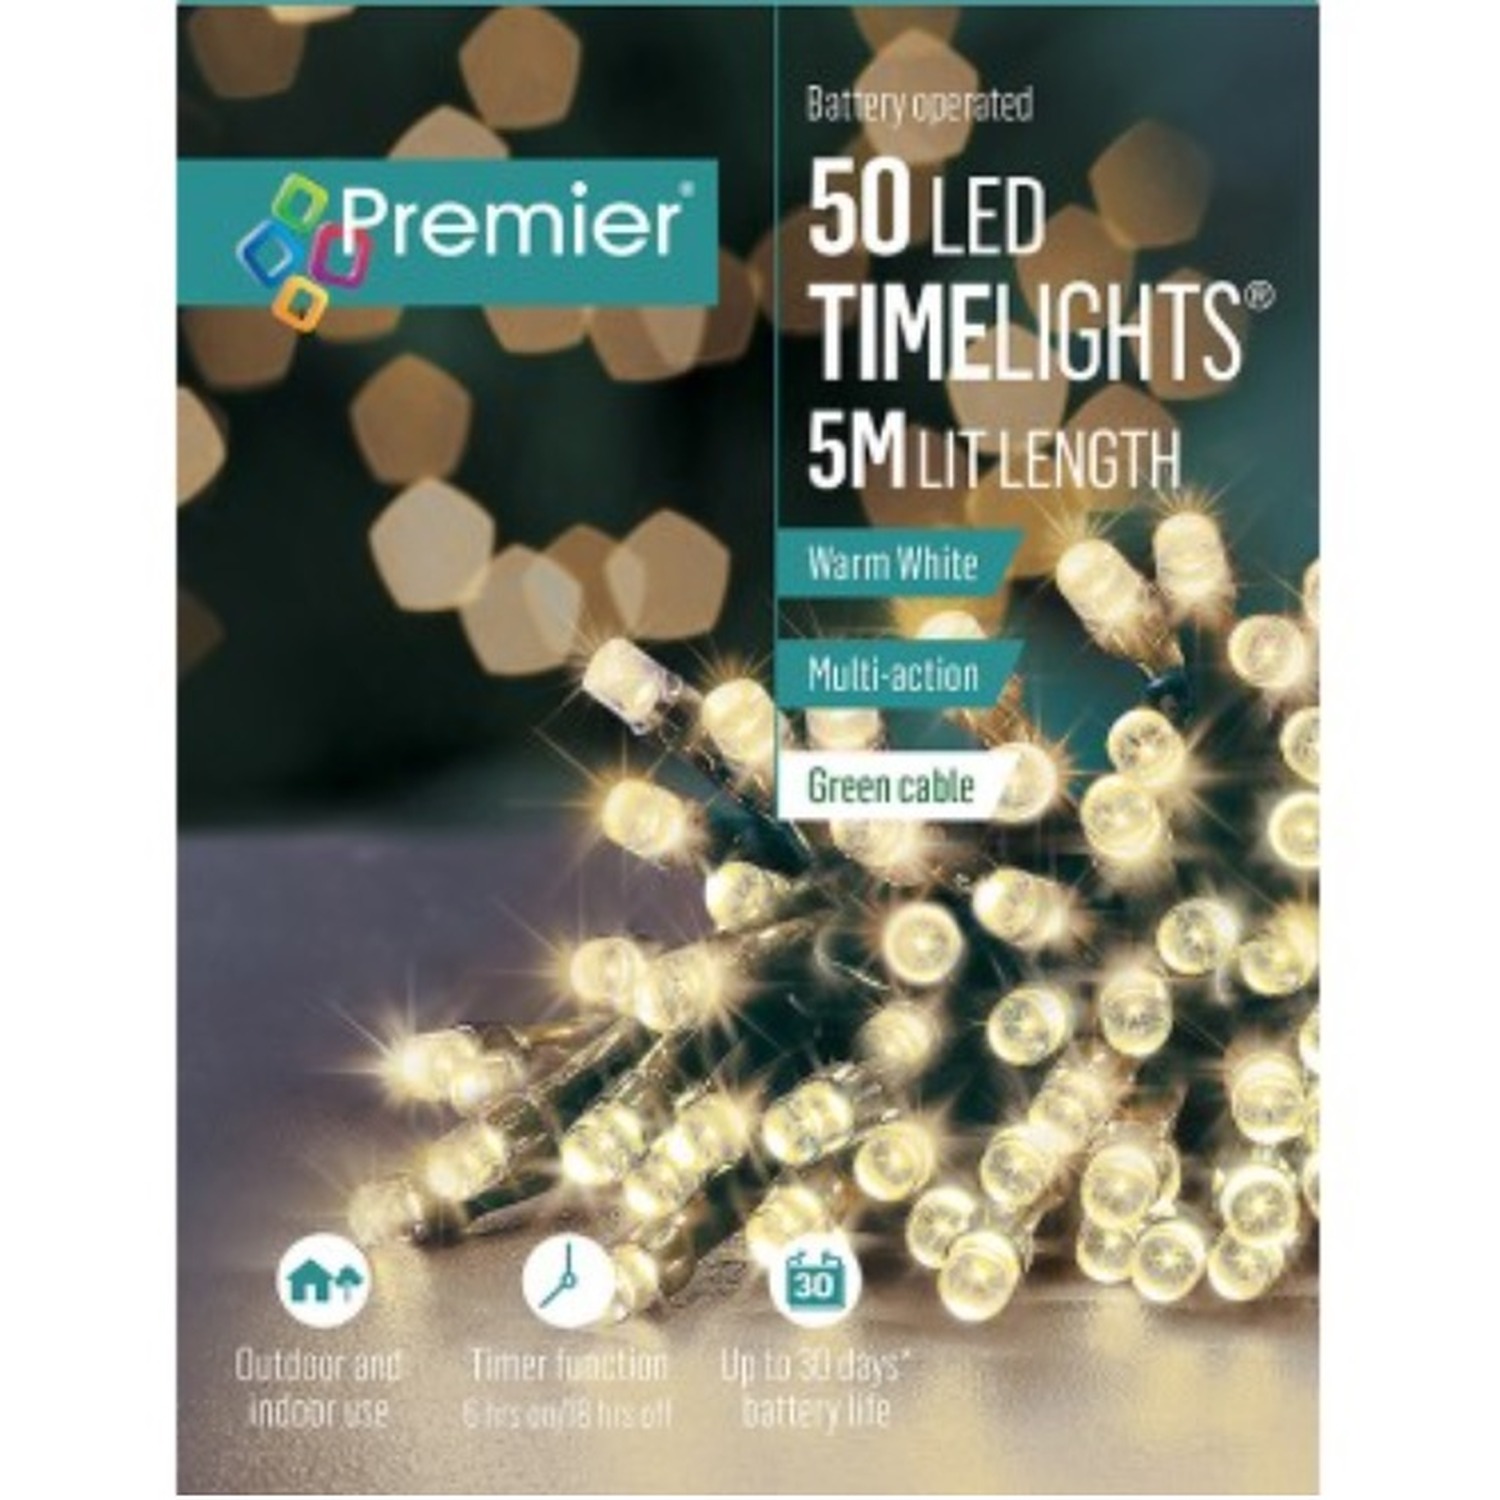 Premier®
Battery operated
50 LED
TIMELIGHTS®
5M LIT LENGTH
Warm White
Multi-action
Green cable
30
Outdoor and
indoor use
Timer function
6 hrs on/18 hrs off
Up to 30 days*
battery life